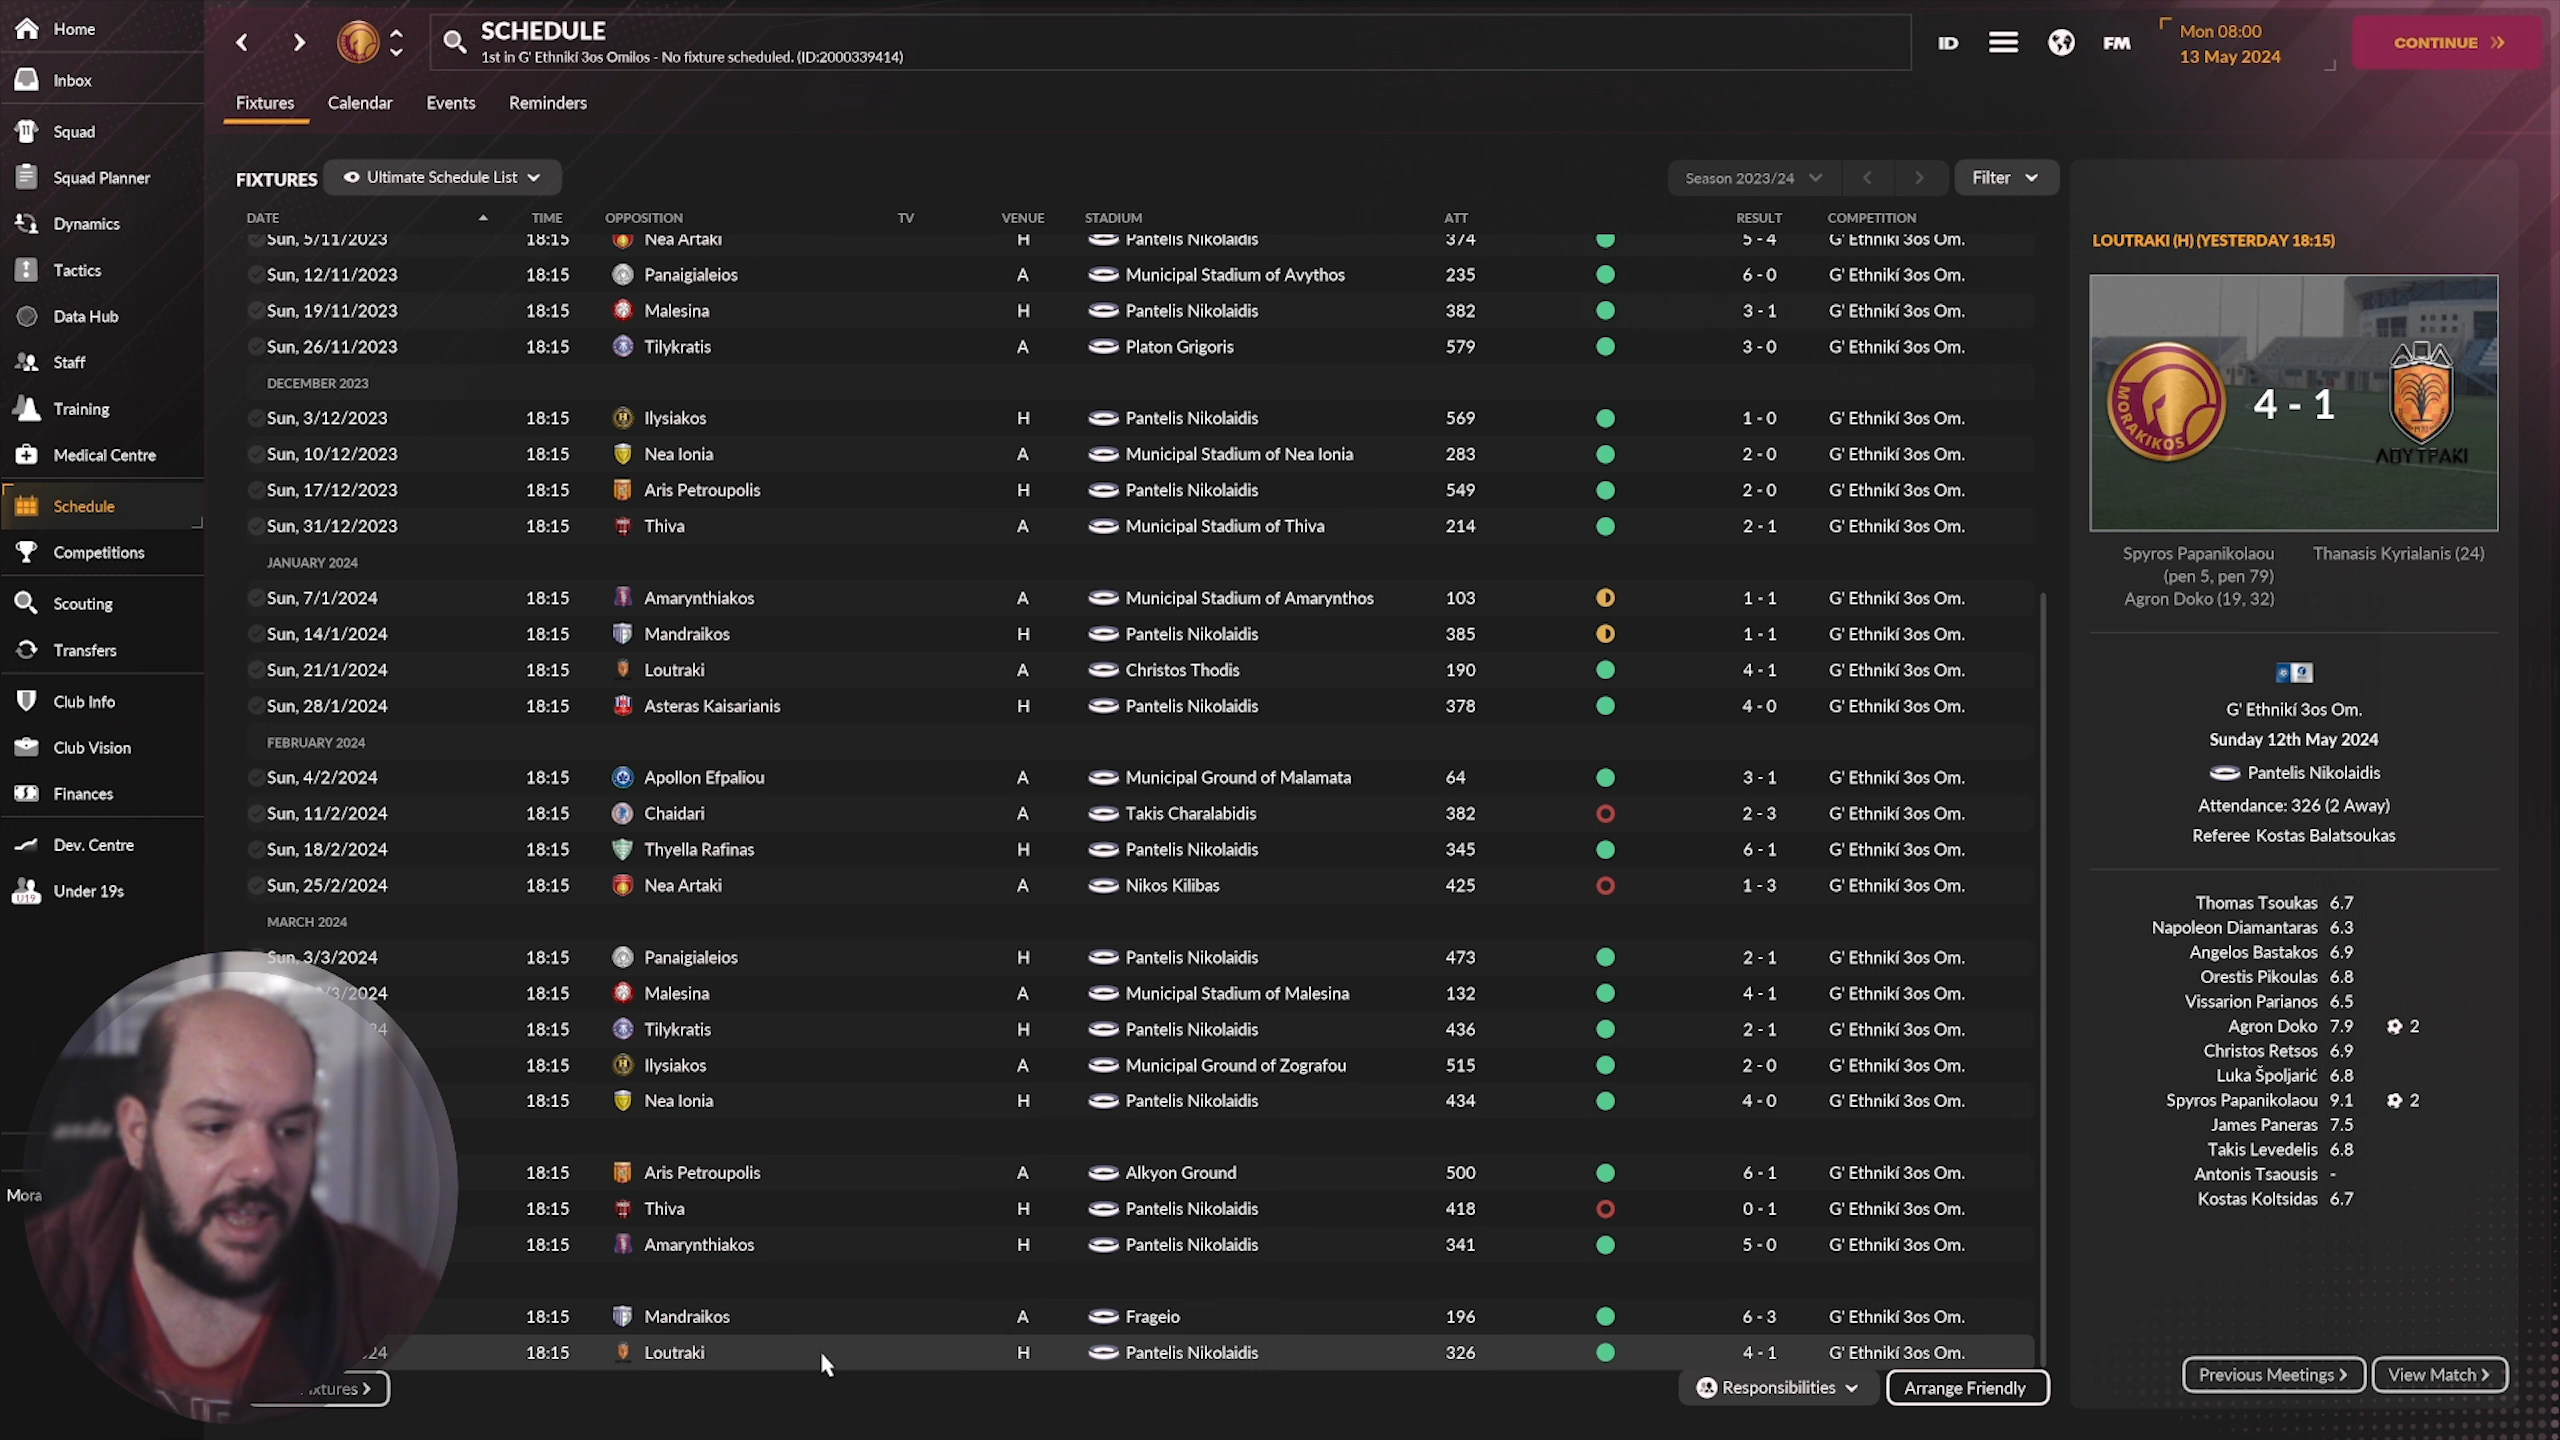 Home
Inbox
Squad
Squad Planner
Dynamics
Tactics
Data Hub
Staff
Training
Medical Centre
Schedule
Competitions
Scouting
Transfers
Club Info
Club Vision
Finances
Dev. Centre
Under 19s
U19
Mora
SCHEDULE
1st in G' Ethnikí 3os Omilos - No fixture scheduled. (ID:2000339414)
ID
FM
Mon 08:00
13 May 2024
CONTINUE
Fixtures Calendar Events Reminders
FIXTURES Ultimate Schedule List
Season 2023/24 Filter
DATE TIME OPPOSITION TV VENUE STADIUM ATT RESULT COMPETITION
Sun, 5/11/2023 18:15 Nea Artaki H Pantelis Nikolaidis 374 5 - 4 G' Ethnikí 3os Om.
Sun, 12/11/2023 18:15 Panaigialeios A Municipal Stadium of Avythos 235 6 - 0 G' Ethnikí 3os Om.
Sun, 19/11/2023 18:15 Malesina H Pantelis Nikolaidis 382 3 - 1 G' Ethnikí 3os Om.
Sun, 26/11/2023 18:15 Tilykratis A Platon Grigoris 579 3 - 0 G' Ethnikí 3os Om.
DECEMBER 2023
Sun, 3/12/2023 18:15 Ilysiakos H Pantelis Nikolaidis 569 1 - 0 G' Ethnikí 3os Om.
Sun, 10/12/2023 18:15 Nea Ionia A Municipal Stadium of Nea Ionia 283 2 - 0 G' Ethnikí 3os Om.
Sun, 17/12/2023 18:15 Aris Petroupolis H Pantelis Nikolaidis 549 2 - 0 G' Ethnikí 3os Om.
Sun, 31/12/2023 18:15 Thiva A Municipal Stadium of Thiva 214 2 - 1 G' Ethnikí 3os Om.
JANUARY 2024
Sun, 7/1/2024 18:15 Amarynthiakos A Municipal Stadium of Amarynthos 103 1 - 1 G' Ethnikí 3os Om.
Sun, 14/1/2024 18:15 Mandraikos H Pantelis Nikolaidis 385 1 - 1 G' Ethnikí 3os Om.
Sun, 21/1/2024 18:15 Loutraki A Christos Thodis 190 4 - 1 G' Ethnikí 3os Om.
Sun, 28/1/2024 18:15 Asteras Kaisarianis H Pantelis Nikolaidis 378 4 - 0 G' Ethnikí 3os Om.
FEBRUARY 2024
Sun, 4/2/2024 18:15 Apollon Efpaliou A Municipal Ground of Malamata 64 3 - 1 G' Ethnikí 3os Om.
Sun, 11/2/2024 18:15 Chaidari A Takis Charalabidis 382 2 - 3 G' Ethnikí 3os Om.
Sun, 18/2/2024 18:15 Thyella Rafinas H Pantelis Nikolaidis 345 6 - 1 G' Ethnikí 3os Om.
Sun, 25/2/2024 18:15 Nea Artaki A Nikos Kilibas 425 1 - 3 G' Ethnikí 3os Om.
MARCH 2024
Sun, 3/3/2024 18:15 Panaigialeios H Pantelis Nikolaidis 473 2 - 1 G' Ethnikí 3os Om.
/3/2024 18:15 Malesina A Municipal Stadium of Malesina 132 4 - 1 G' Ethnikí 3os Om.
4 18:15 Tilykratis H Pantelis Nikolaidis 436 2 - 1 G' Ethnikí 3os Om.
18:15 Ilysiakos A Municipal Ground of Zografou 515 2 - 0 G' Ethnikí 3os Om.
18:15 Nea Ionia H Pantelis Nikolaidis 434 4 - 0 G' Ethnikí 3os Om.
18:15 Aris Petroupolis A Alkyon Ground 500 6 - 1 G' Ethnikí 3os Om.
18:15 Thiva H Pantelis Nikolaidis 418 0 - 1 G' Ethnikí 3os Om.
18:15 Amarynthiakos H Pantelis Nikolaidis 341 5 - 0 G' Ethnikí 3os Om.
18:15 Mandraikos A Frageio 196 6 - 3 G' Ethnikí 3os Om.
24 18:15 Loutraki H Pantelis Nikolaidis 326 4 - 1 G' Ethnikí 3os Om.
ixtures
Responsibilities Arrange Friendly
LOUTRAKI (H) (YESTERDAY 18:15)
MORAKIKOS
4 - 1
ΛΟΥΤΡΑΚΙ
Spyros Papanikolaou Thanasis Kyrialanis (24)
(pen 5, pen 79)
Agron Doko (19, 32)
G' Ethnikí 3os Om.
Sunday 12th May 2024
Pantelis Nikolaidis
Attendance: 326 (2 Away)
Referee Kostas Balatsoukas
Thomas Tsoukas 6.7
Napoleon Diamantaras 6.3
Angelos Bastakos 6.9
Orestis Pikoulas 6.8
Vissarion Parianos 6.5
Agron Doko 7.9 2
Christos Retsos 6.9
Luka Špoljarić 6.8
Spyros Papanikolaou 9.1 2
James Paneras 7.5
Takis Levedelis 6.8
Antonis Tsaousis -
Kostas Koltsidas 6.7
Previous Meetings View Match